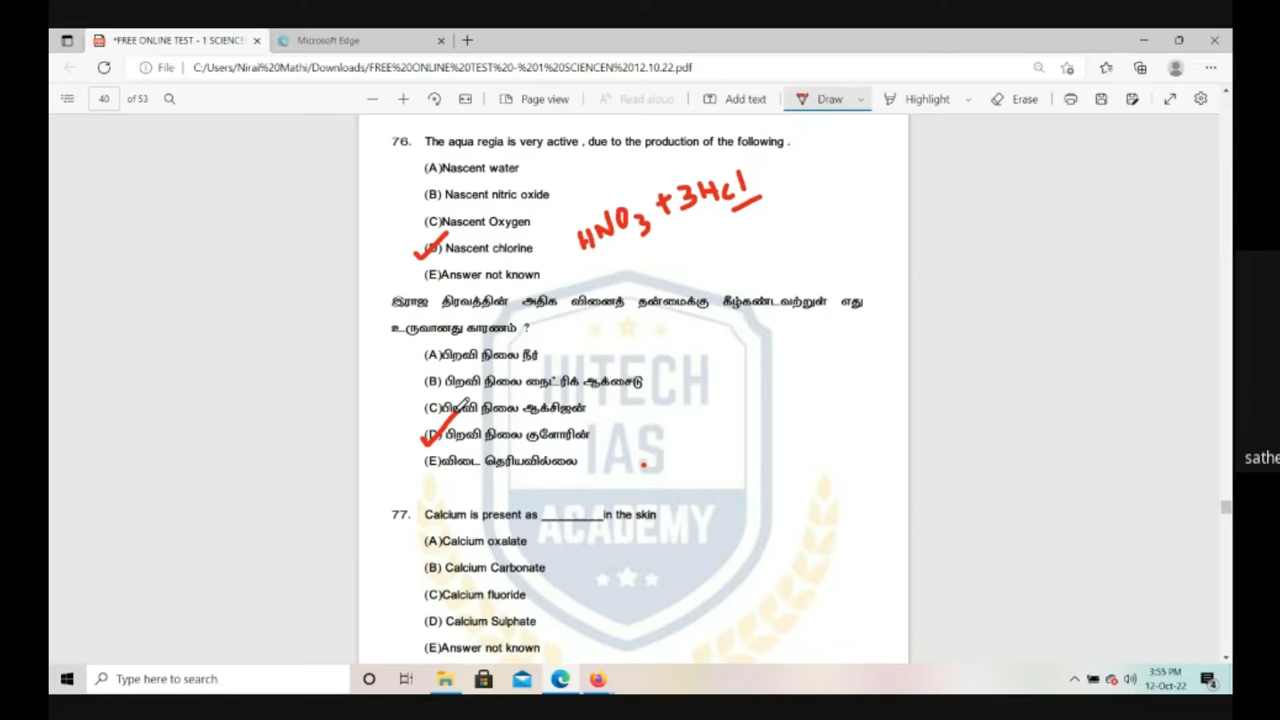 *FREE ONLINE TEST - 1 SCIENCE
Microsoft Edge
File C:/Users/Nirai%20Mathi/Downloads/FREE%20ONLINE%20TEST%20-%201%20SCIENCEN%2012.10.22.pdf
40 of 53 Page view Read aloud Add text Draw Highlight Erase
76. The aqua regia is very active , due to the production of the following .
(A)Nascent water
(B) Nascent nitric oxide
(C)Nascent Oxygen
(D) Nascent chlorine
(E)Answer not known
HNO3 + 3HCl
இராஜ திரவத்தின் அதிக வினைத் தன்மைக்கு கீழ்கண்டவற்றுள் எது
உருவானது காரணம் ?
(A)பிறவி நிலை நீர்
(B) பிறவி நிலை நைட்ரிக் ஆக்சைடு
(C)பிறவி நிலை ஆக்சிஜன்
(D) பிறவி நிலை குளோரின்
(E)விடை தெரியவில்லை
77. Calcium is present as _________in the skin
(A)Calcium oxalate
(B) Calcium Carbonate
(C)Calcium fluoride
(D) Calcium Sulphate
(E)Answer not known
HITECH
IAS
ACADEMY
sathe
Type here to search
3:55 PM
12-Oct-22
4